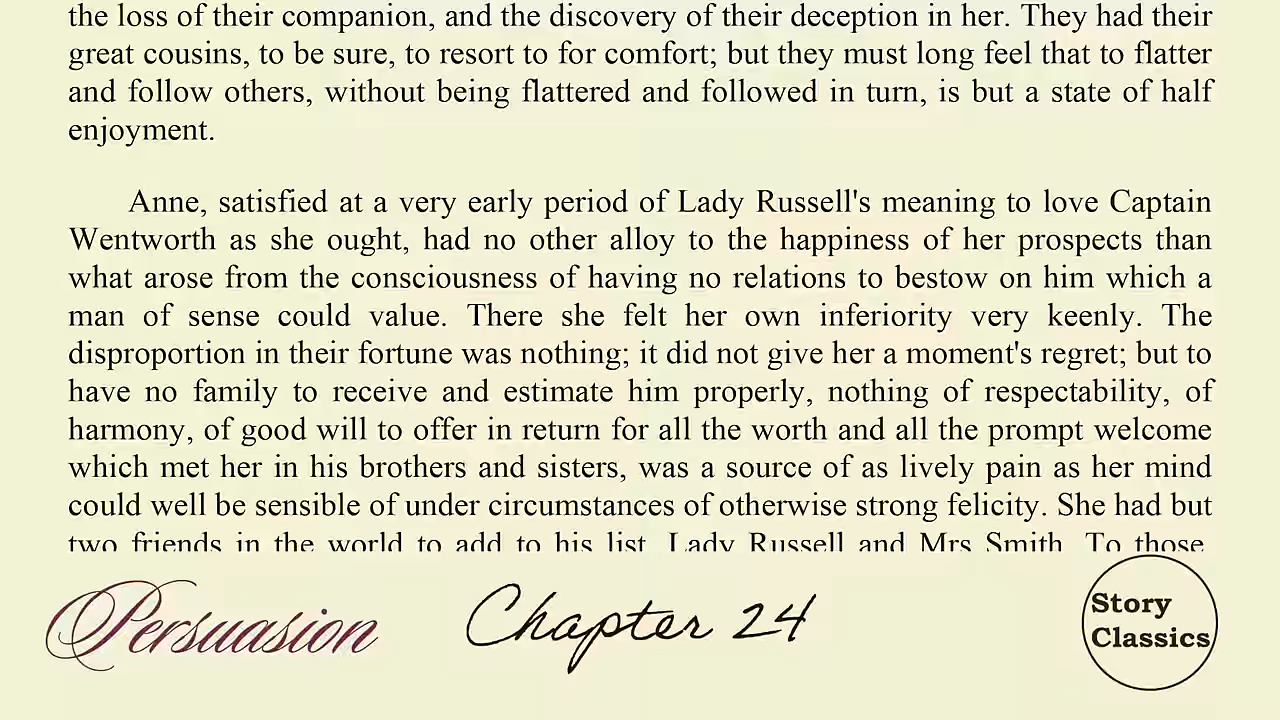 the loss of their companion, and the discovery of their deception in her. They had their
great cousins, to be sure, to resort to for comfort; but they must long feel that to flatter
and follow others, without being flattered and followed in turn, is but a state of half
enjoyment.
Anne, satisfied at a very early period of Lady Russell's meaning to love Captain
Wentworth as she ought, had no other alloy to the happiness of her prospects than
what arose from the consciousness of having no relations to bestow on him which a
man of sense could value. There she felt her own inferiority very keenly. The
disproportion in their fortune was nothing; it did not give her a moment's regret; but to
have no family to receive and estimate him properly, nothing of respectability, of
harmony, of good will to offer in return for all the worth and all the prompt welcome
which met her in his brothers and sisters, was a source of as lively pain as her mind
could well be sensible of under circumstances of otherwise strong felicity. She had but
two friends in the world to add to his list, Lady Russell and Mrs Smith. To those,
Persuasion
Chapter 24
Story
Classics